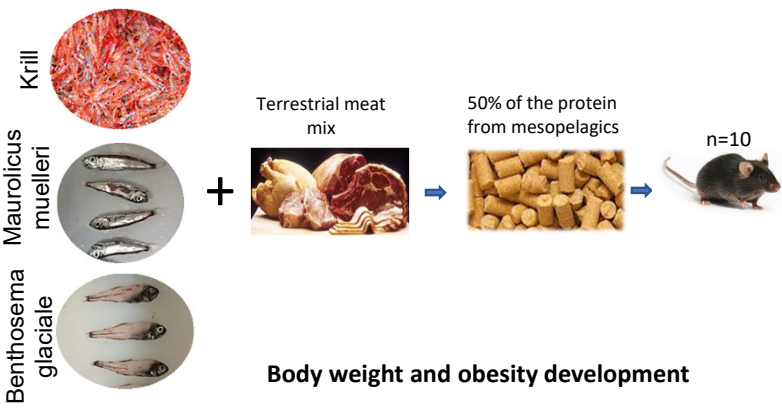 Krill
Maurolicus
muelleri
Benthosema
glaciale
+
Terrestrial meat
mix
50% of the protein
from mesopelagics
n=10
Body weight and obesity development